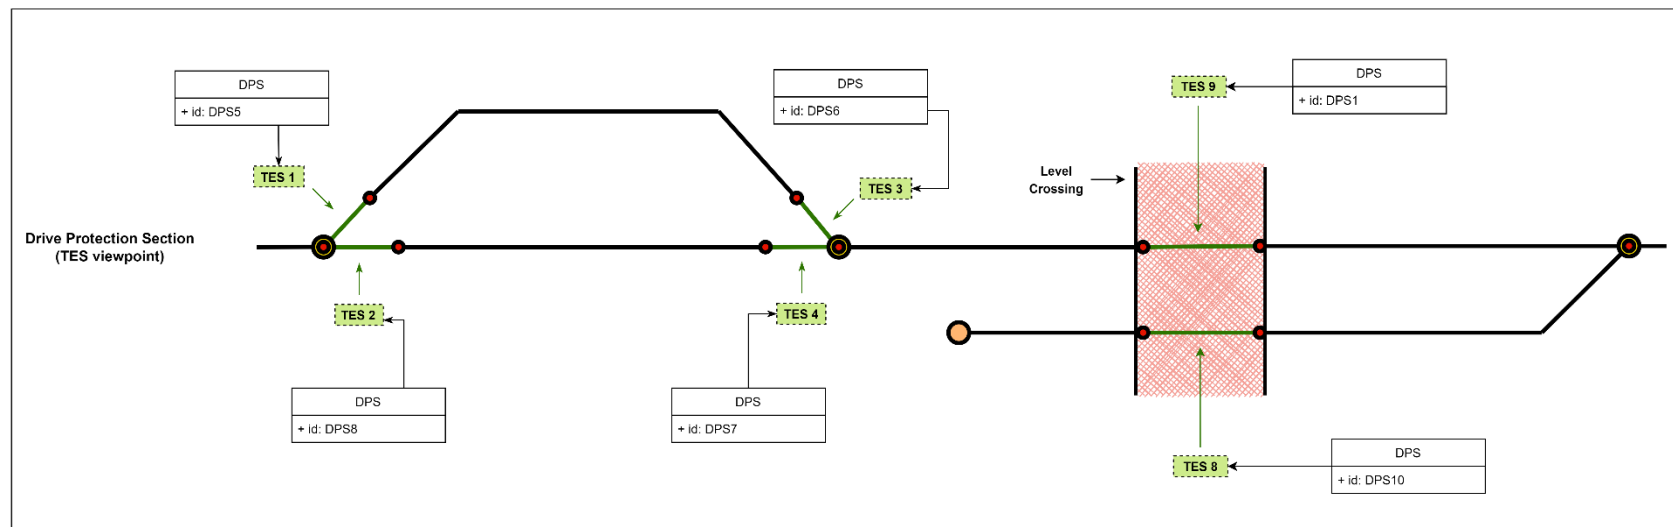 DPS
+ id: DPS5
DPS
+ id: DPS6
DPS
+ id: DPS1
TES 9
TES 1
TES 3
Level
Crossing
Drive Protection Section
(TES viewpoint)
TES 2
TES 4
DPS
+ id: DPS8
DPS
+ id: DPS7
TES 8
DPS
+ id: DPS10